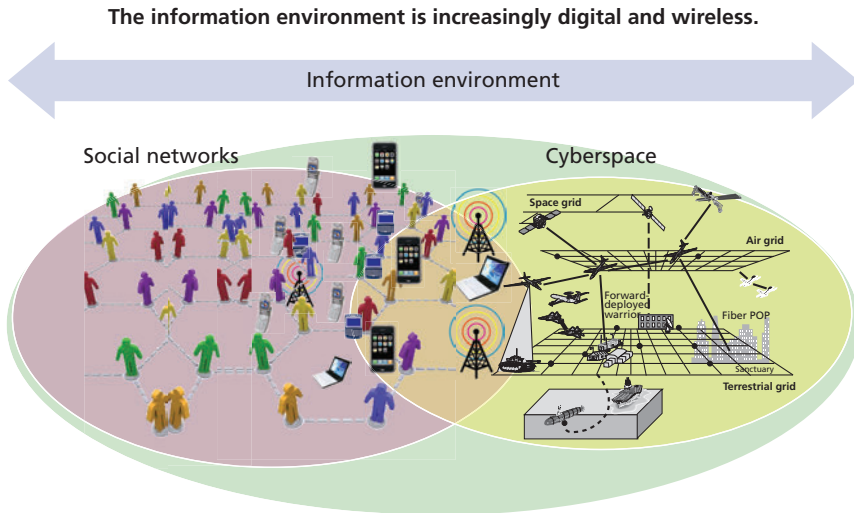 The information environment is increasingly digital and wireless.
Information environment
Social networks
Cyberspace
Space grid
Air grid
Forward-
deployed
warrior
Fiber POP
Sanctuary
Terrestrial grid